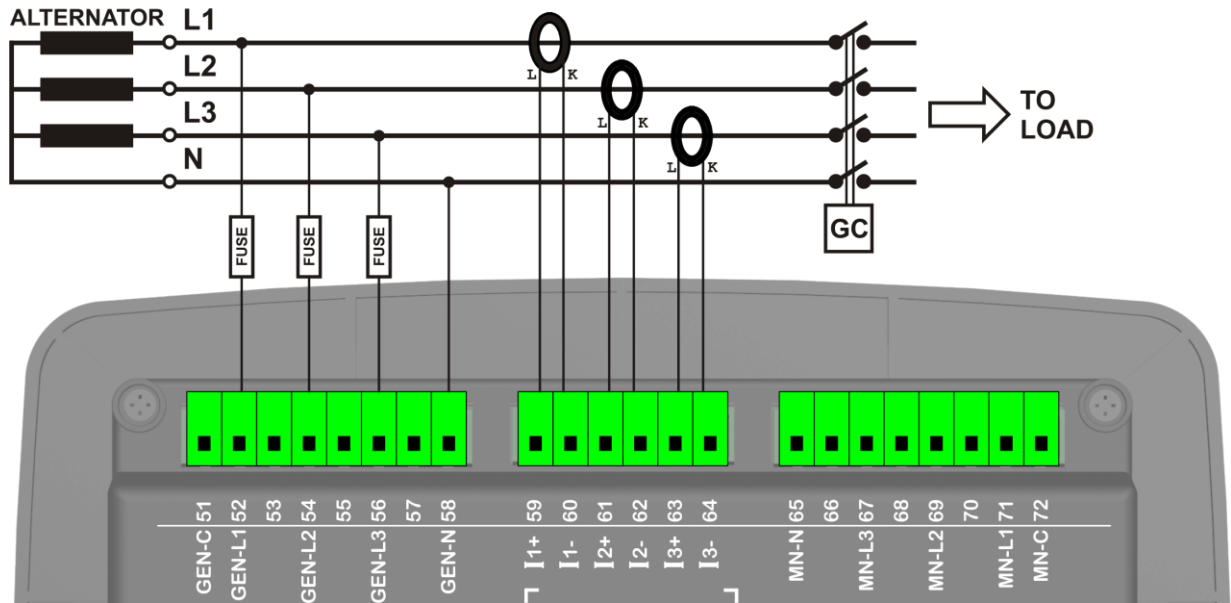 ALTERNATOR L1
L2
L3
N
L K
L K
L K
TO
LOAD
GC
FUSE
FUSE
FUSE
GEN-C 51
GEN-L1 52
53
GEN-L2 54
55
GEN-L3 56
57
GEN-N 58
I1+ 59
I1- 60
I2+ 61
I2- 62
I3+ 63
I3- 64
MN-N 65
66
MN-L3 67
68
MN-L2 69
70
MN-L1 71
MN-C 72